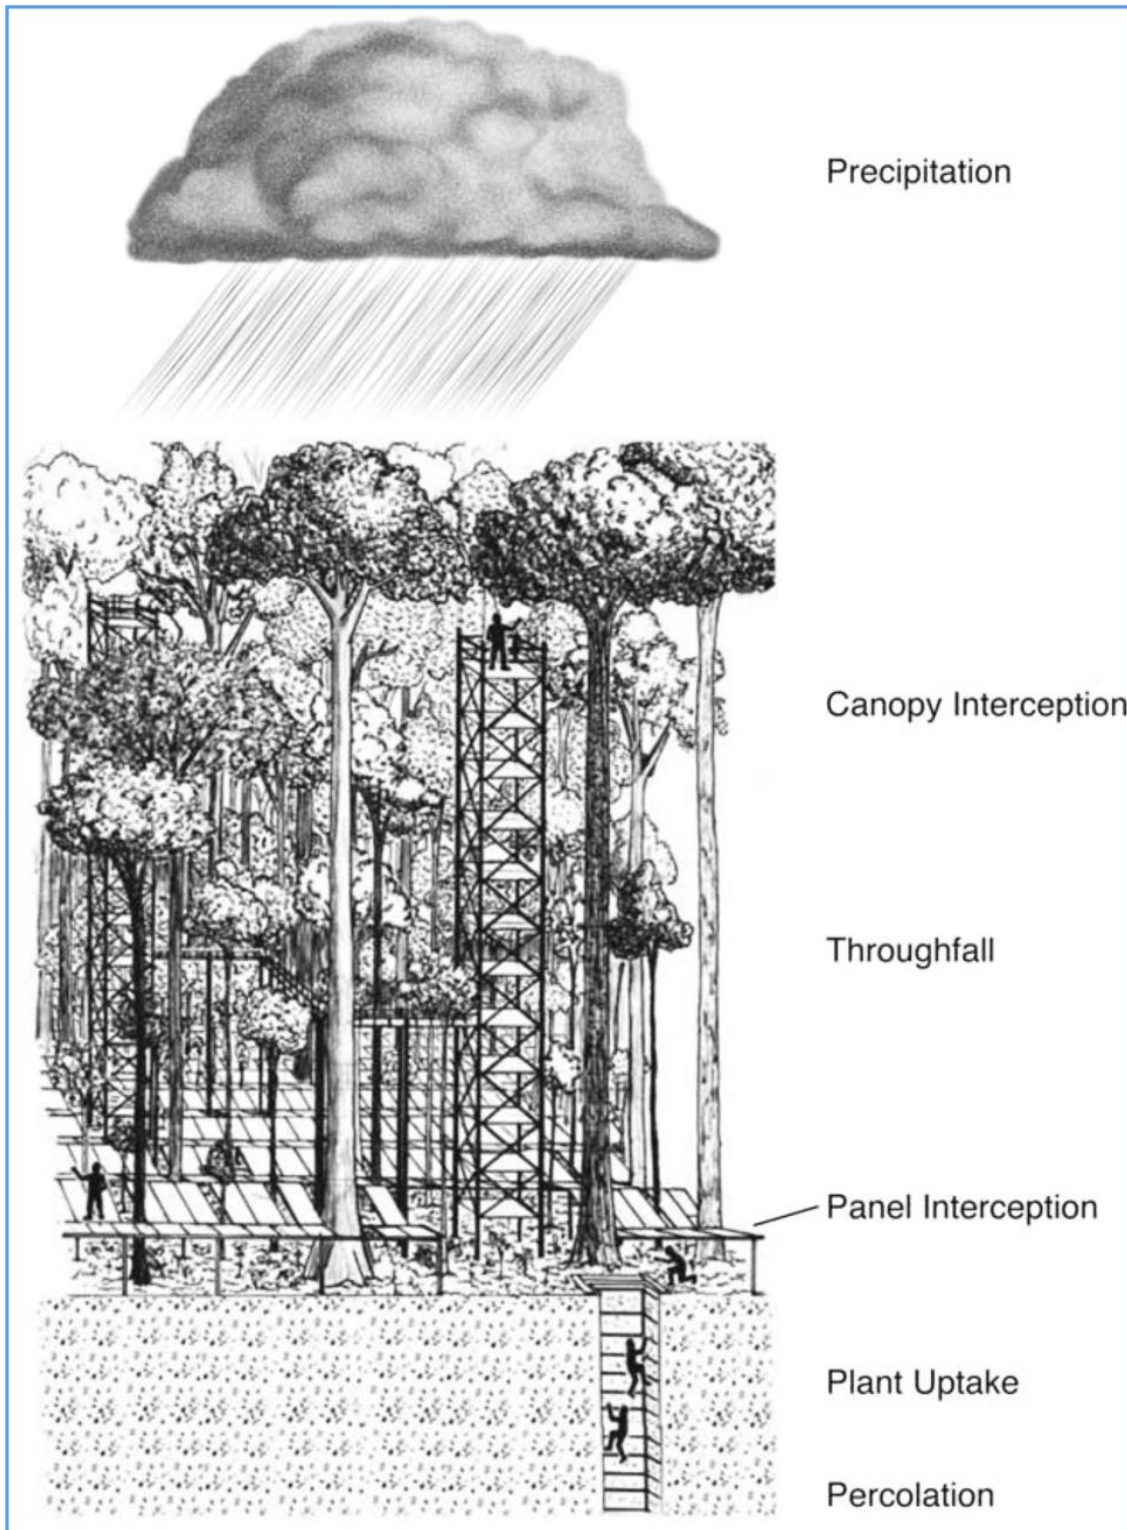 Precipitation
Canopy Interception
Throughfall
Panel Interception
Plant Uptake
Percolation